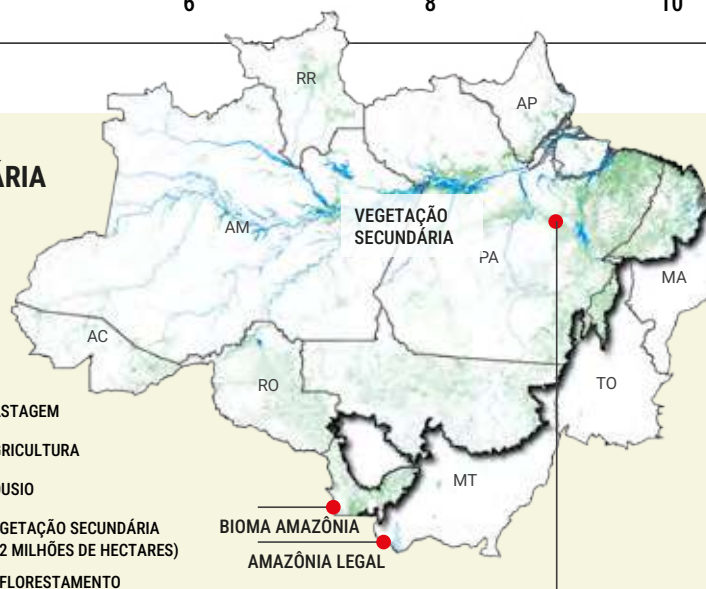 6 8 10
RR
AP
ÁRIA
VEGETAÇÃO
SECUNDÁRIA
AM
PA
MA
AC
RO
TO
STAGEM
GRICULTURA
USIO
MT
GETAÇÃO SECUNDÁRIA
2 MILHÕES DE HECTARES)
BIOMA AMAZÔNIA
AMAZÔNIA LEGAL
FLORESTAMENTO